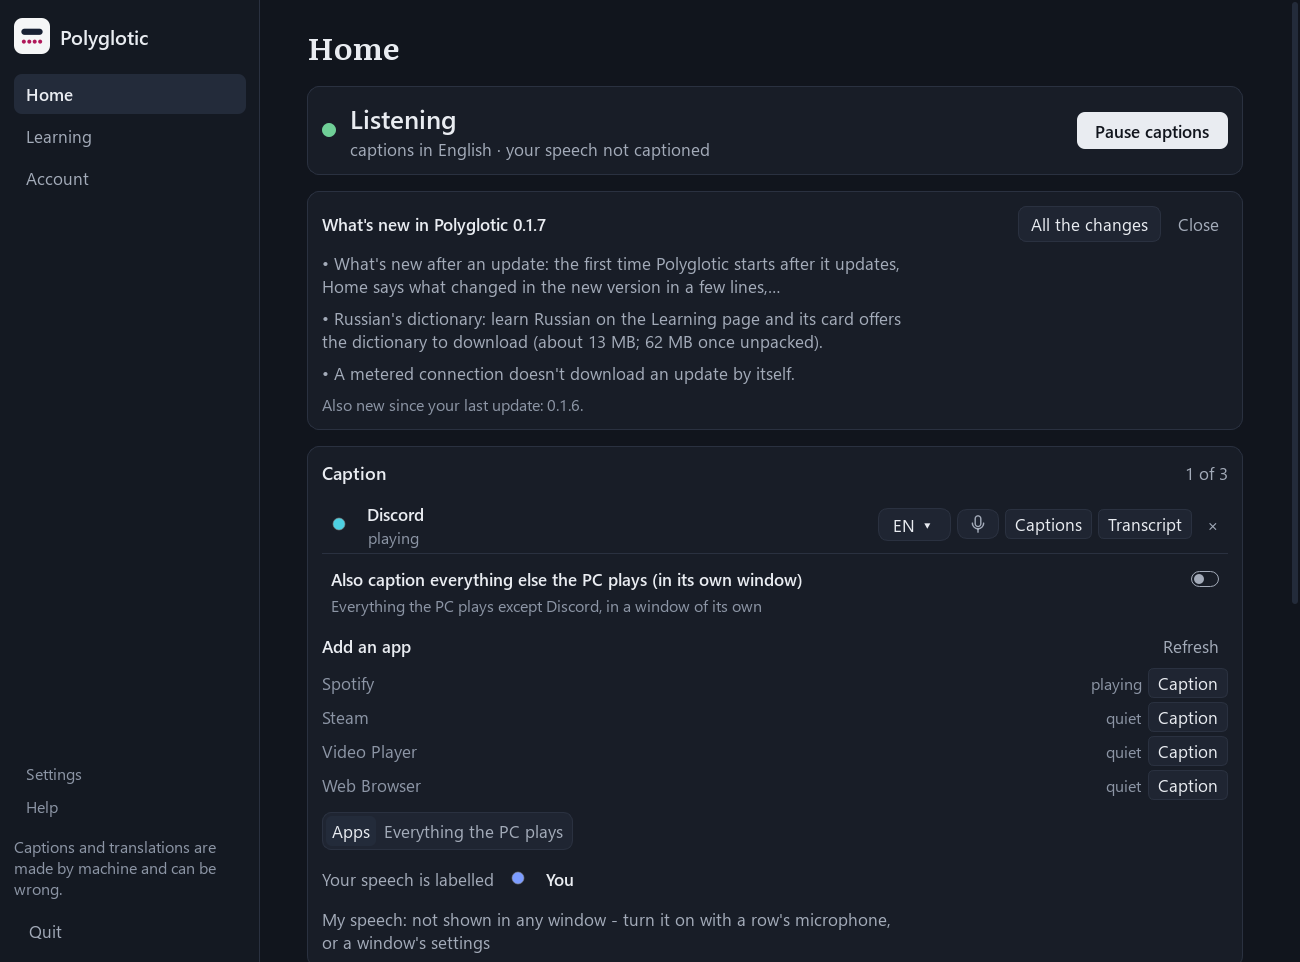 Polyglotic
Home
Learning
Account
Settings
Help
Captions and translations are
made by machine and can be
wrong.
Quit
Home
Listening
captions in English · your speech not captioned
Pause captions
What's new in Polyglotic 0.1.7
All the changes
Close
• What's new after an update: the first time Polyglotic starts after it updates,
Home says what changed in the new version in a few lines,...
• Russian's dictionary: learn Russian on the Learning page and its card offers
the dictionary to download (about 13 MB; 62 MB once unpacked).
• A metered connection doesn't download an update by itself.
Also new since your last update: 0.1.6.
Caption
1 of 3
Discord
playing
EN ▾
Captions
Transcript
×
Also caption everything else the PC plays (in its own window)
Everything the PC plays except Discord, in a window of its own
Add an app
Refresh
Spotify playing Caption
Steam quiet Caption
Video Player quiet Caption
Web Browser quiet Caption
Apps Everything the PC plays
Your speech is labelled You
My speech: not shown in any window - turn it on with a row's microphone,
or a window's settings